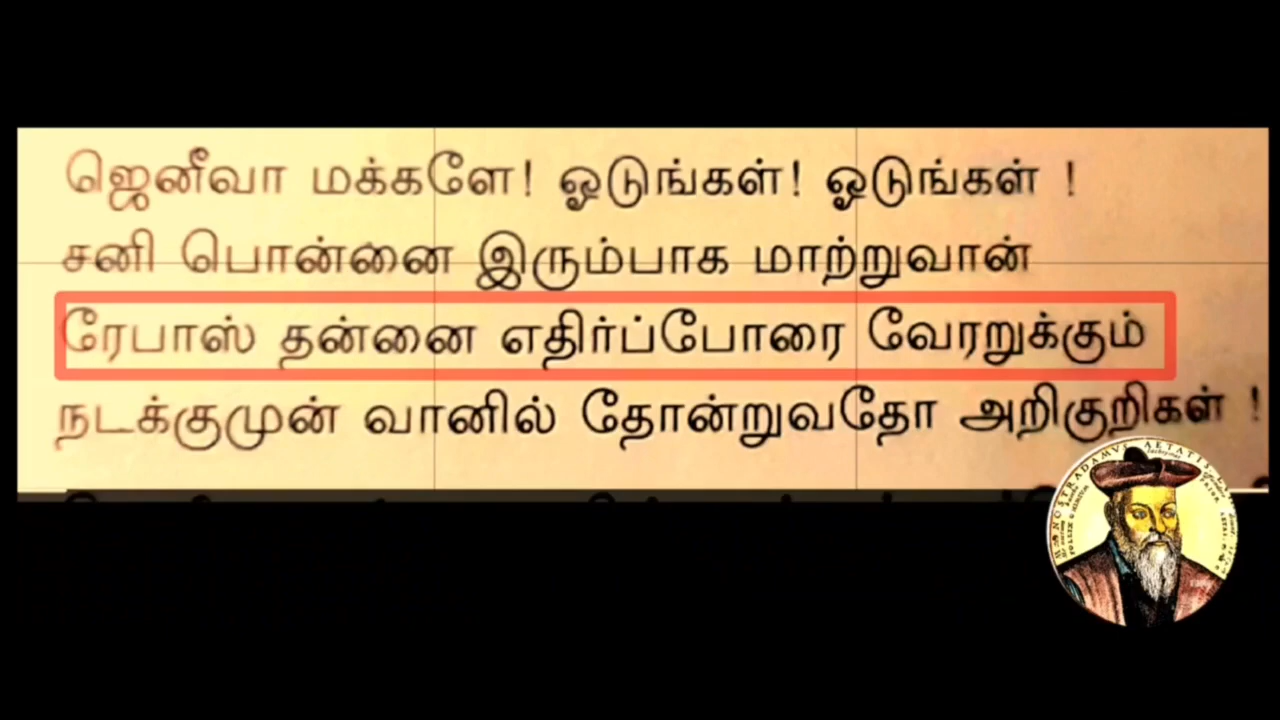 ஜெனீவா மக்களே! ஓடுங்கள்! ஓடுங்கள் !
சனி பொன்னை இரும்பாக மாற்றுவான்
ரேபாஸ் தன்னை எதிர்ப்போரை வேரறுக்கும்
நடக்குமுன் வானில் தோன்றுவதோ அறிகுறிகள் !